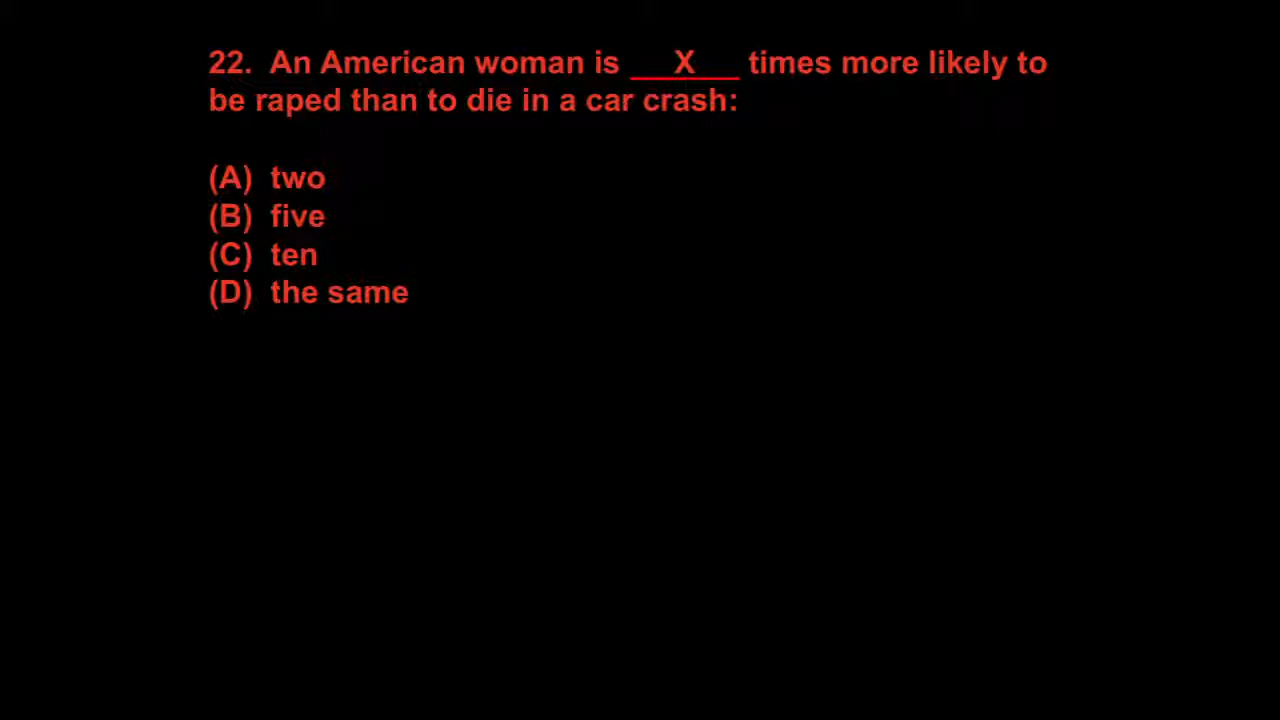 22. An American woman is ___X___ times more likely to
be raped than to die in a car crash:
(A) two
(B) five
(C) ten
(D) the same